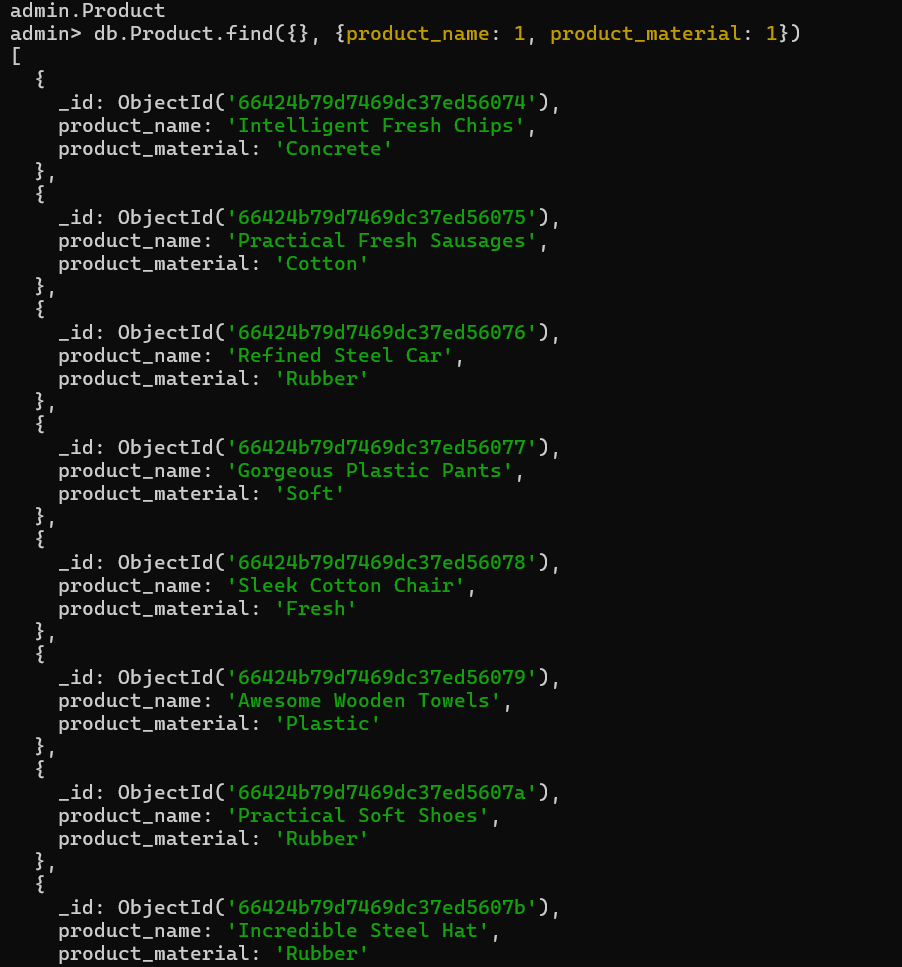 admin.Product
admin> db.Product.find({}, {product_name: 1, product_material: 1})
[
  {
    _id: ObjectId('66424b79d7469dc37ed56074'),
    product_name: 'Intelligent Fresh Chips',
    product_material: 'Concrete'
  },
  {
    _id: ObjectId('66424b79d7469dc37ed56075'),
    product_name: 'Practical Fresh Sausages',
    product_material: 'Cotton'
  },
  {
    _id: ObjectId('66424b79d7469dc37ed56076'),
    product_name: 'Refined Steel Car',
    product_material: 'Rubber'
  },
  {
    _id: ObjectId('66424b79d7469dc37ed56077'),
    product_name: 'Gorgeous Plastic Pants',
    product_material: 'Soft'
  },
  {
    _id: ObjectId('66424b79d7469dc37ed56078'),
    product_name: 'Sleek Cotton Chair',
    product_material: 'Fresh'
  },
  {
    _id: ObjectId('66424b79d7469dc37ed56079'),
    product_name: 'Awesome Wooden Towels',
    product_material: 'Plastic'
  },
  {
    _id: ObjectId('66424b79d7469dc37ed5607a'),
    product_name: 'Practical Soft Shoes',
    product_material: 'Rubber'
  },
  {
    _id: ObjectId('66424b79d7469dc37ed5607b'),
    product_name: 'Incredible Steel Hat',
    product_material: 'Rubber'